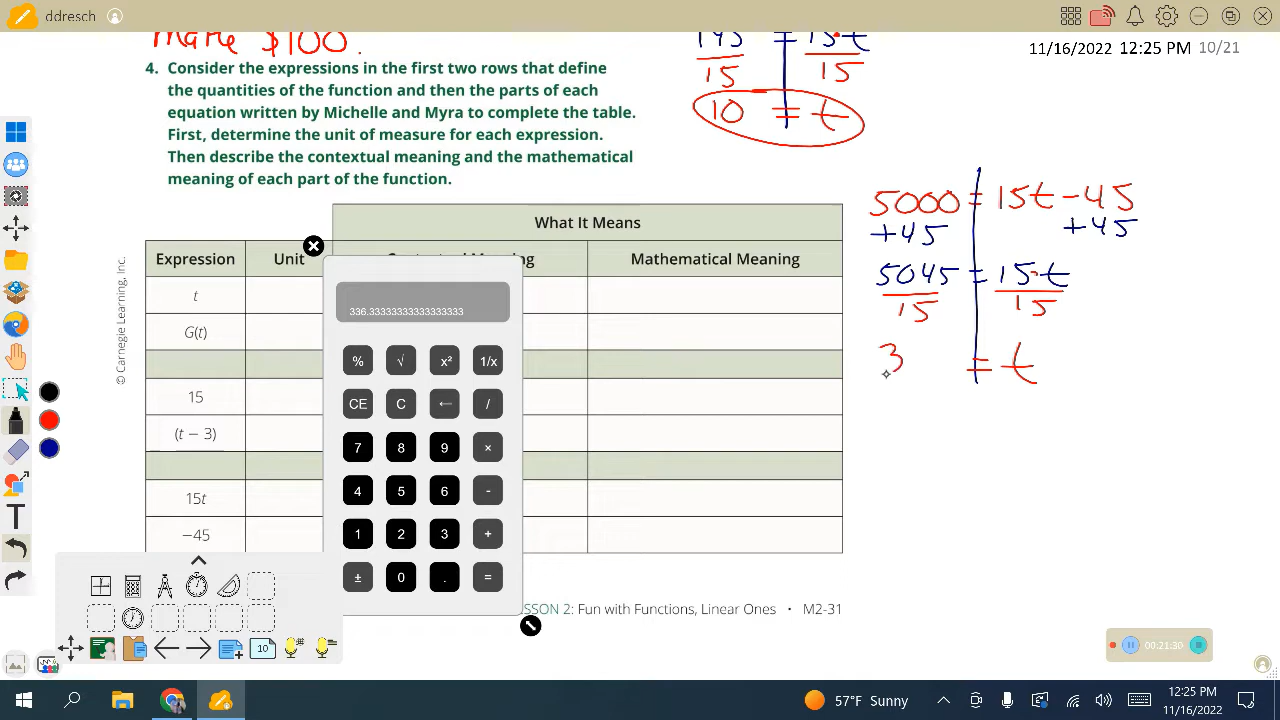 ddresch
11/16/2022 12:25 PM 10/21
make $100.
145 = 15·t
15 15
10 = t
4. Consider the expressions in the first two rows that define
the quantities of the function and then the parts of each
equation written by Michelle and Myra to complete the table.
First, determine the unit of measure for each expression.
Then describe the contextual meaning and the mathematical
meaning of each part of the function.
5000 = 15t - 45
+45 +45
5045 = 15·t
15 15
3 = t
What It Means
Expression Unit Mathematical Meaning
t
G(t)
15
(t − 3)
15t
−45
© Carnegie Learning, Inc.
336.33333333333333333
% √ x² 1/x
CE C ← /
7 8 9 ×
4 5 6 -
1 2 3 +
± 0 . =
SSON 2: Fun with Functions, Linear Ones • M2-31
T
10
00:21:30
57°F Sunny
12:25 PM
11/16/2022